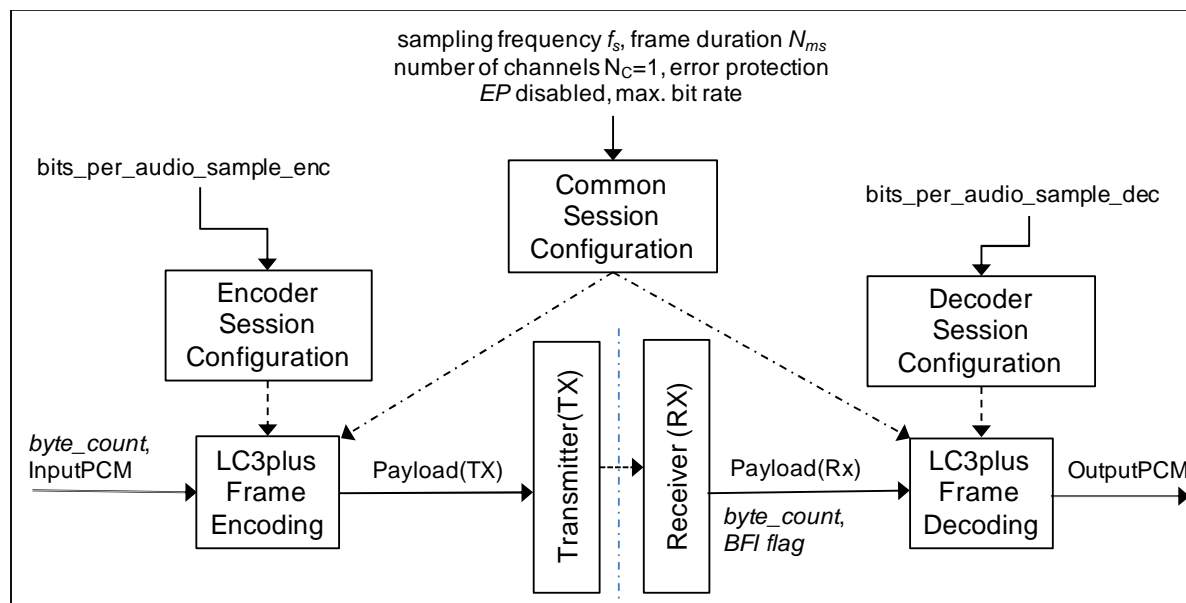 sampling frequency fs, frame duration Nms
number of channels NC=1, error protection
EP disabled, max. bit rate
bits_per_audio_sample_enc
Common
Session
Configuration
bits_per_audio_sample_dec
Encoder
Session
Configuration
Decoder
Session
Configuration
byte_count,
InputPCM
LC3plus
Frame
Encoding
Payload(TX)
Transmitter(TX)
Receiver (RX)
Payload(Rx)
byte_count,
BFI flag
LC3plus
Frame
Decoding
OutputPCM